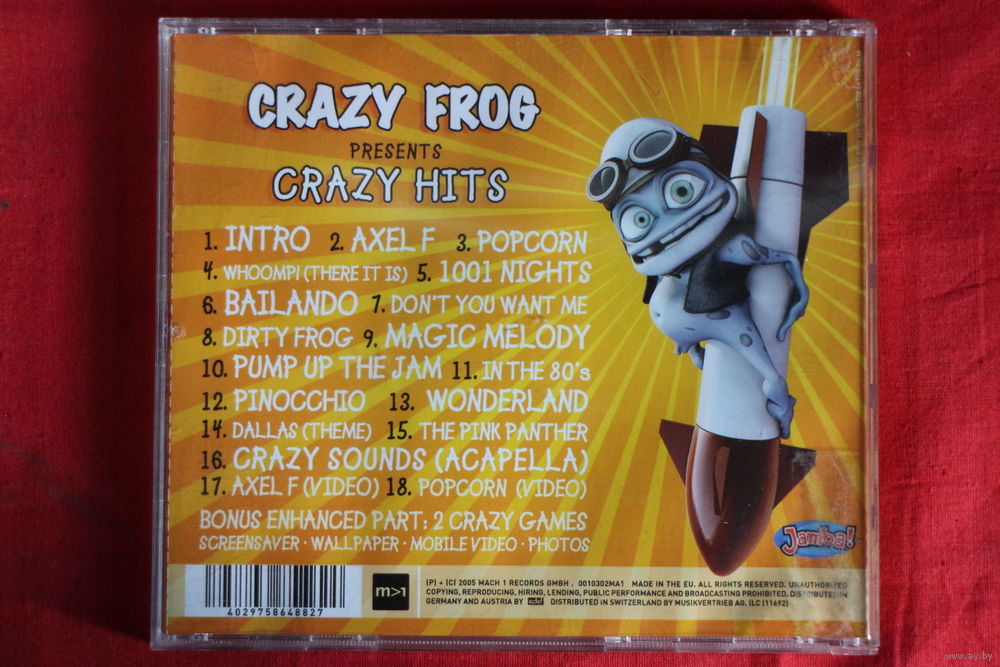 CRAZY FROG
PRESENTS
CRAZY HITS
1. INTRO 2. AXEL F 3. POPCORN
4. WHOOMP! (THERE IT IS) 5. 1001 NIGHTS
6. BAILANDO 7. DON'T YOU WANT ME
8. DIRTY FROG 9. MAGIC MELODY
10. PUMP UP THE JAM 11. IN THE 80's
12. PINOCCHIO 13. WONDERLAND
14. DALLAS (THEME) 15. THE PINK PANTHER
16. CRAZY SOUNDS (ACAPELLA)
17. AXEL F (VIDEO) 18. POPCORN (VIDEO)
BONUS ENHANCED PART: 2 CRAZY GAMES
SCREENSAVER · WALLPAPER · MOBILE VIDEO · PHOTOS
Jamba!
4029758648827
m>1
(P) + (C) 2005 MACH 1 RECORDS GMBH . 0010302MA1 MADE IN THE EU. ALL RIGHTS RESERVED. UNAUTHORIZED
COPYING, REPRODUCING, HIRING, LENDING, PUBLIC PERFORMANCE AND BROADCASTING PROHIBITED. DISTRIBUTED IN
GERMANY AND AUSTRIA BY edel DISTRIBUTED IN SWITZERLAND BY MUSIKVERTRIEB AG. (LC 11692)
www.ay.by